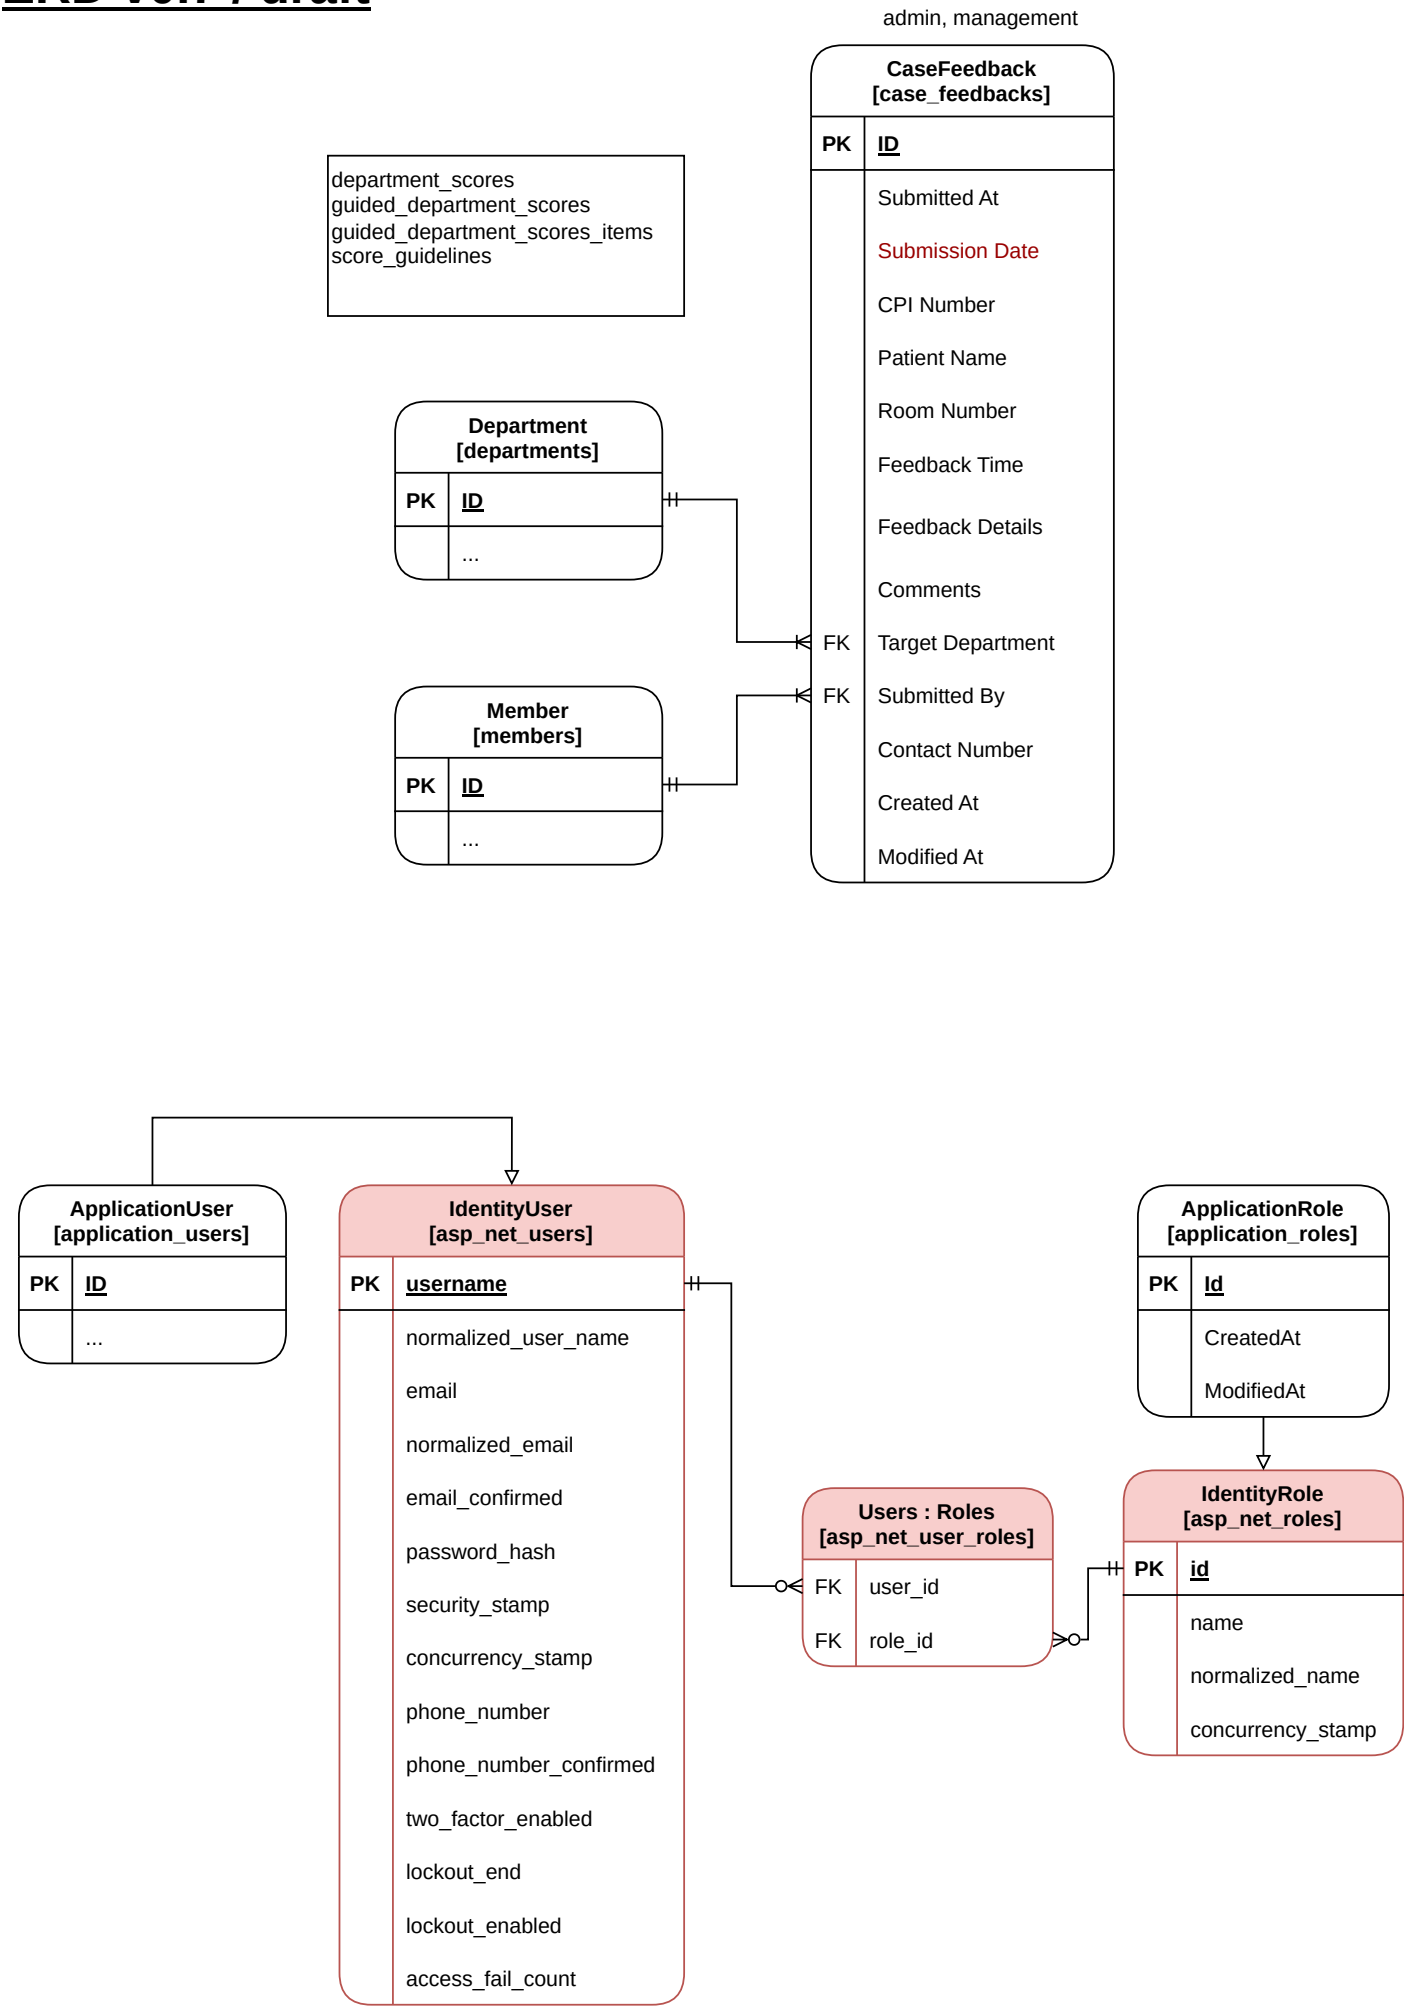 admin, management
CaseFeedback
[case_feedbacks]
PK ID
Submitted At
Submission Date
CPI Number
Patient Name
Room Number
Feedback Time
Feedback Details
Comments
FK Target Department
FK Submitted By
Contact Number
Created At
Modified At
department_scores
guided_department_scores
guided_department_scores_items
score_guidelines
Department
[departments]
PK ID
...
Member
[members]
PK ID
...
ApplicationUser
[application_users]
PK ID
...
IdentityUser
[asp_net_users]
PK username
normalized_user_name
email
normalized_email
email_confirmed
password_hash
security_stamp
concurrency_stamp
phone_number
phone_number_confirmed
two_factor_enabled
lockout_end
lockout_enabled
access_fail_count
Users : Roles
[asp_net_user_roles]
FK user_id
FK role_id
ApplicationRole
[application_roles]
PK Id
CreatedAt
ModifiedAt
IdentityRole
[asp_net_roles]
PK id
name
normalized_name
concurrency_stamp